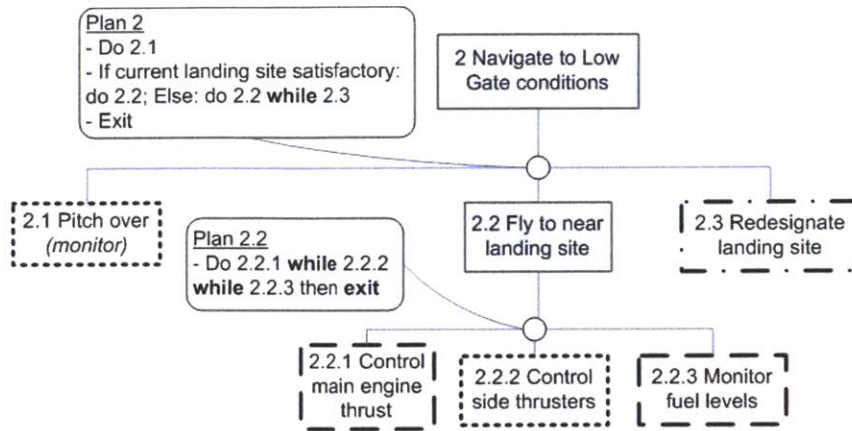 Plan 2
- Do 2.1
- If current landing site satisfactory:
do 2.2; Else: do 2.2 while 2.3
- Exit
2 Navigate to Low
Gate conditions
2.1 Pitch over
(monitor)
Plan 2.2
- Do 2.2.1 while 2.2.2
while 2.2.3 then exit
2.2 Fly to near
landing site
2.3 Redesignate
landing site
2.2.1 Control
main engine
thrust
2.2.2 Control
side thrusters
2.2.3 Monitor
fuel levels